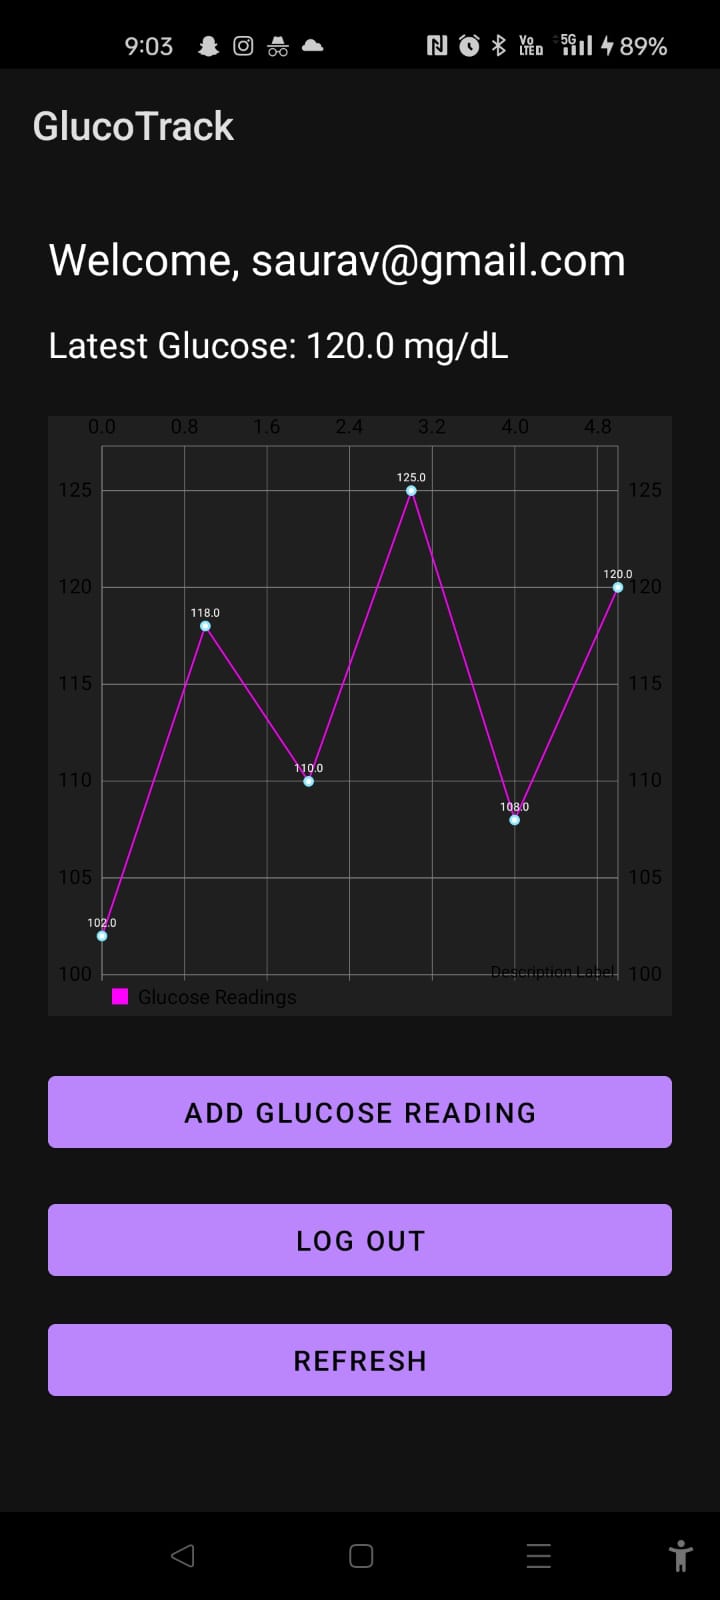 9:03 Vo LTED 5G 89%
GlucoTrack
Welcome, saurav@gmail.com
Latest Glucose: 120.0 mg/dL
0.0 0.8 1.6 2.4 3.2 4.0 4.8
125.0
125 125
120.0
120 120
118.0
115 115
110.0
110 110
108.0
105 105
102.0
100 Description Label 100
Glucose Readings
ADD GLUCOSE READING
LOG OUT
REFRESH